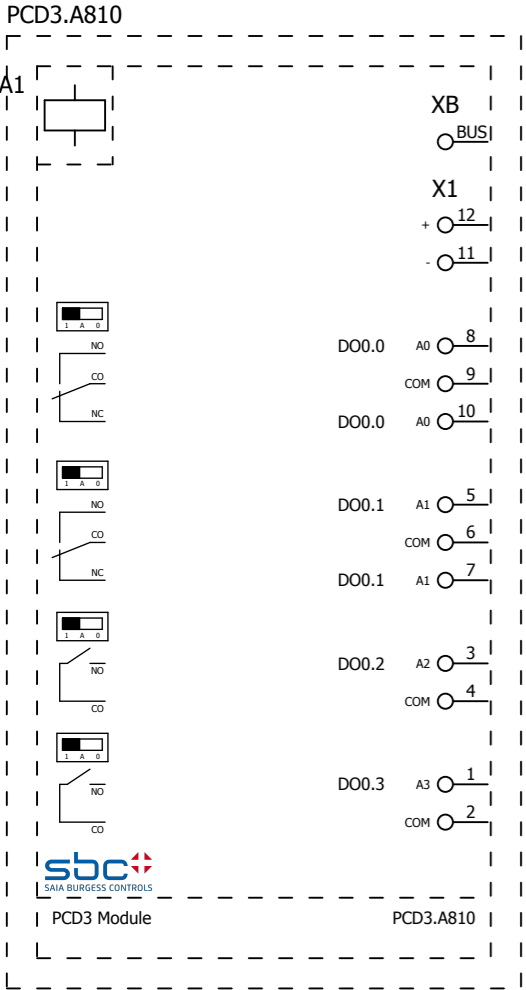 PCD3.A810
A1
XB
BUS
X1
+ 12
- 11
1 A 0
NO
DO0.0 A0 8
CO
COM 9
NC
DO0.0 A0 10
1 A 0
NO
DO0.1 A1 5
CO
COM 6
NC
DO0.1 A1 7
1 A 0
NO
DO0.2 A2 3
CO
COM 4
1 A 0
NO
DO0.3 A3 1
CO
COM 2
sbc
SAIA BURGESS CONTROLS
PCD3 Module PCD3.A810